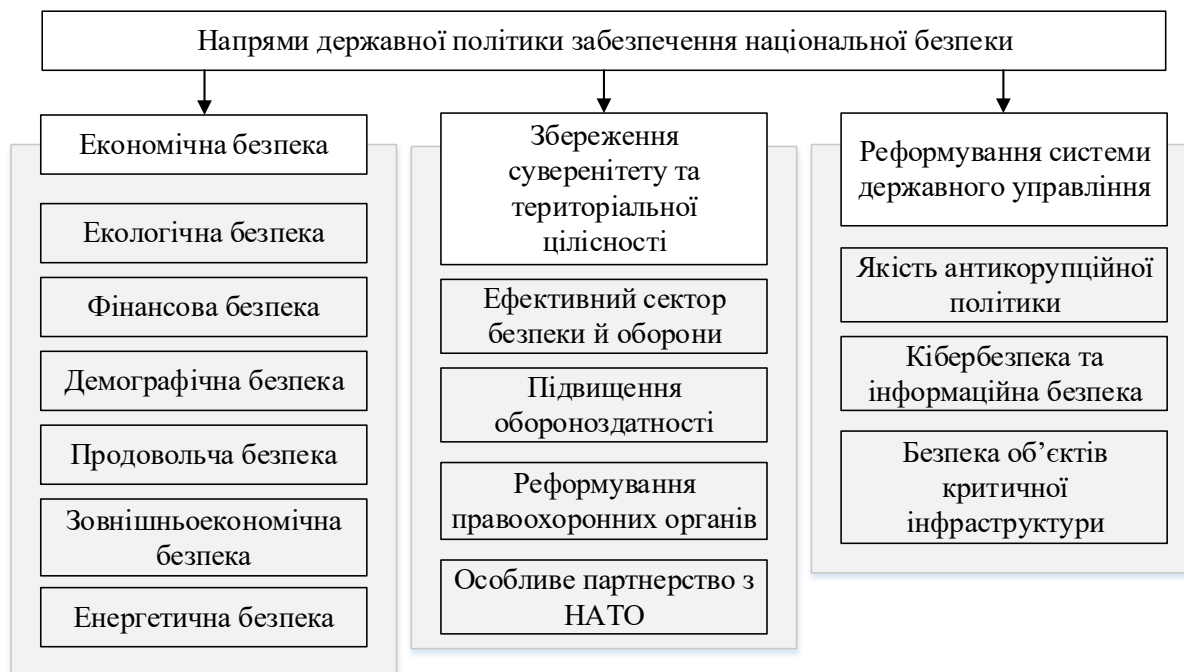 Напрями державної політики забезпечення національної безпеки
Економічна безпека
Екологічна безпека
Фінансова безпека
Демографічна безпека
Продовольча безпека
Зовнішньоекономічна
безпека
Енергетична безпека
Збереження
суверенітету та
територіальної
цілісності
Ефективний сектор
безпеки й оборони
Підвищення
обороноздатності
Реформування
правоохоронних органів
Особливе партнерство з
НАТО
Реформування системи
державного управління
Якість антикорупційної
політики
Кібербезпека та
інформаційна безпека
Безпека об’єктів
критичної
інфраструктури